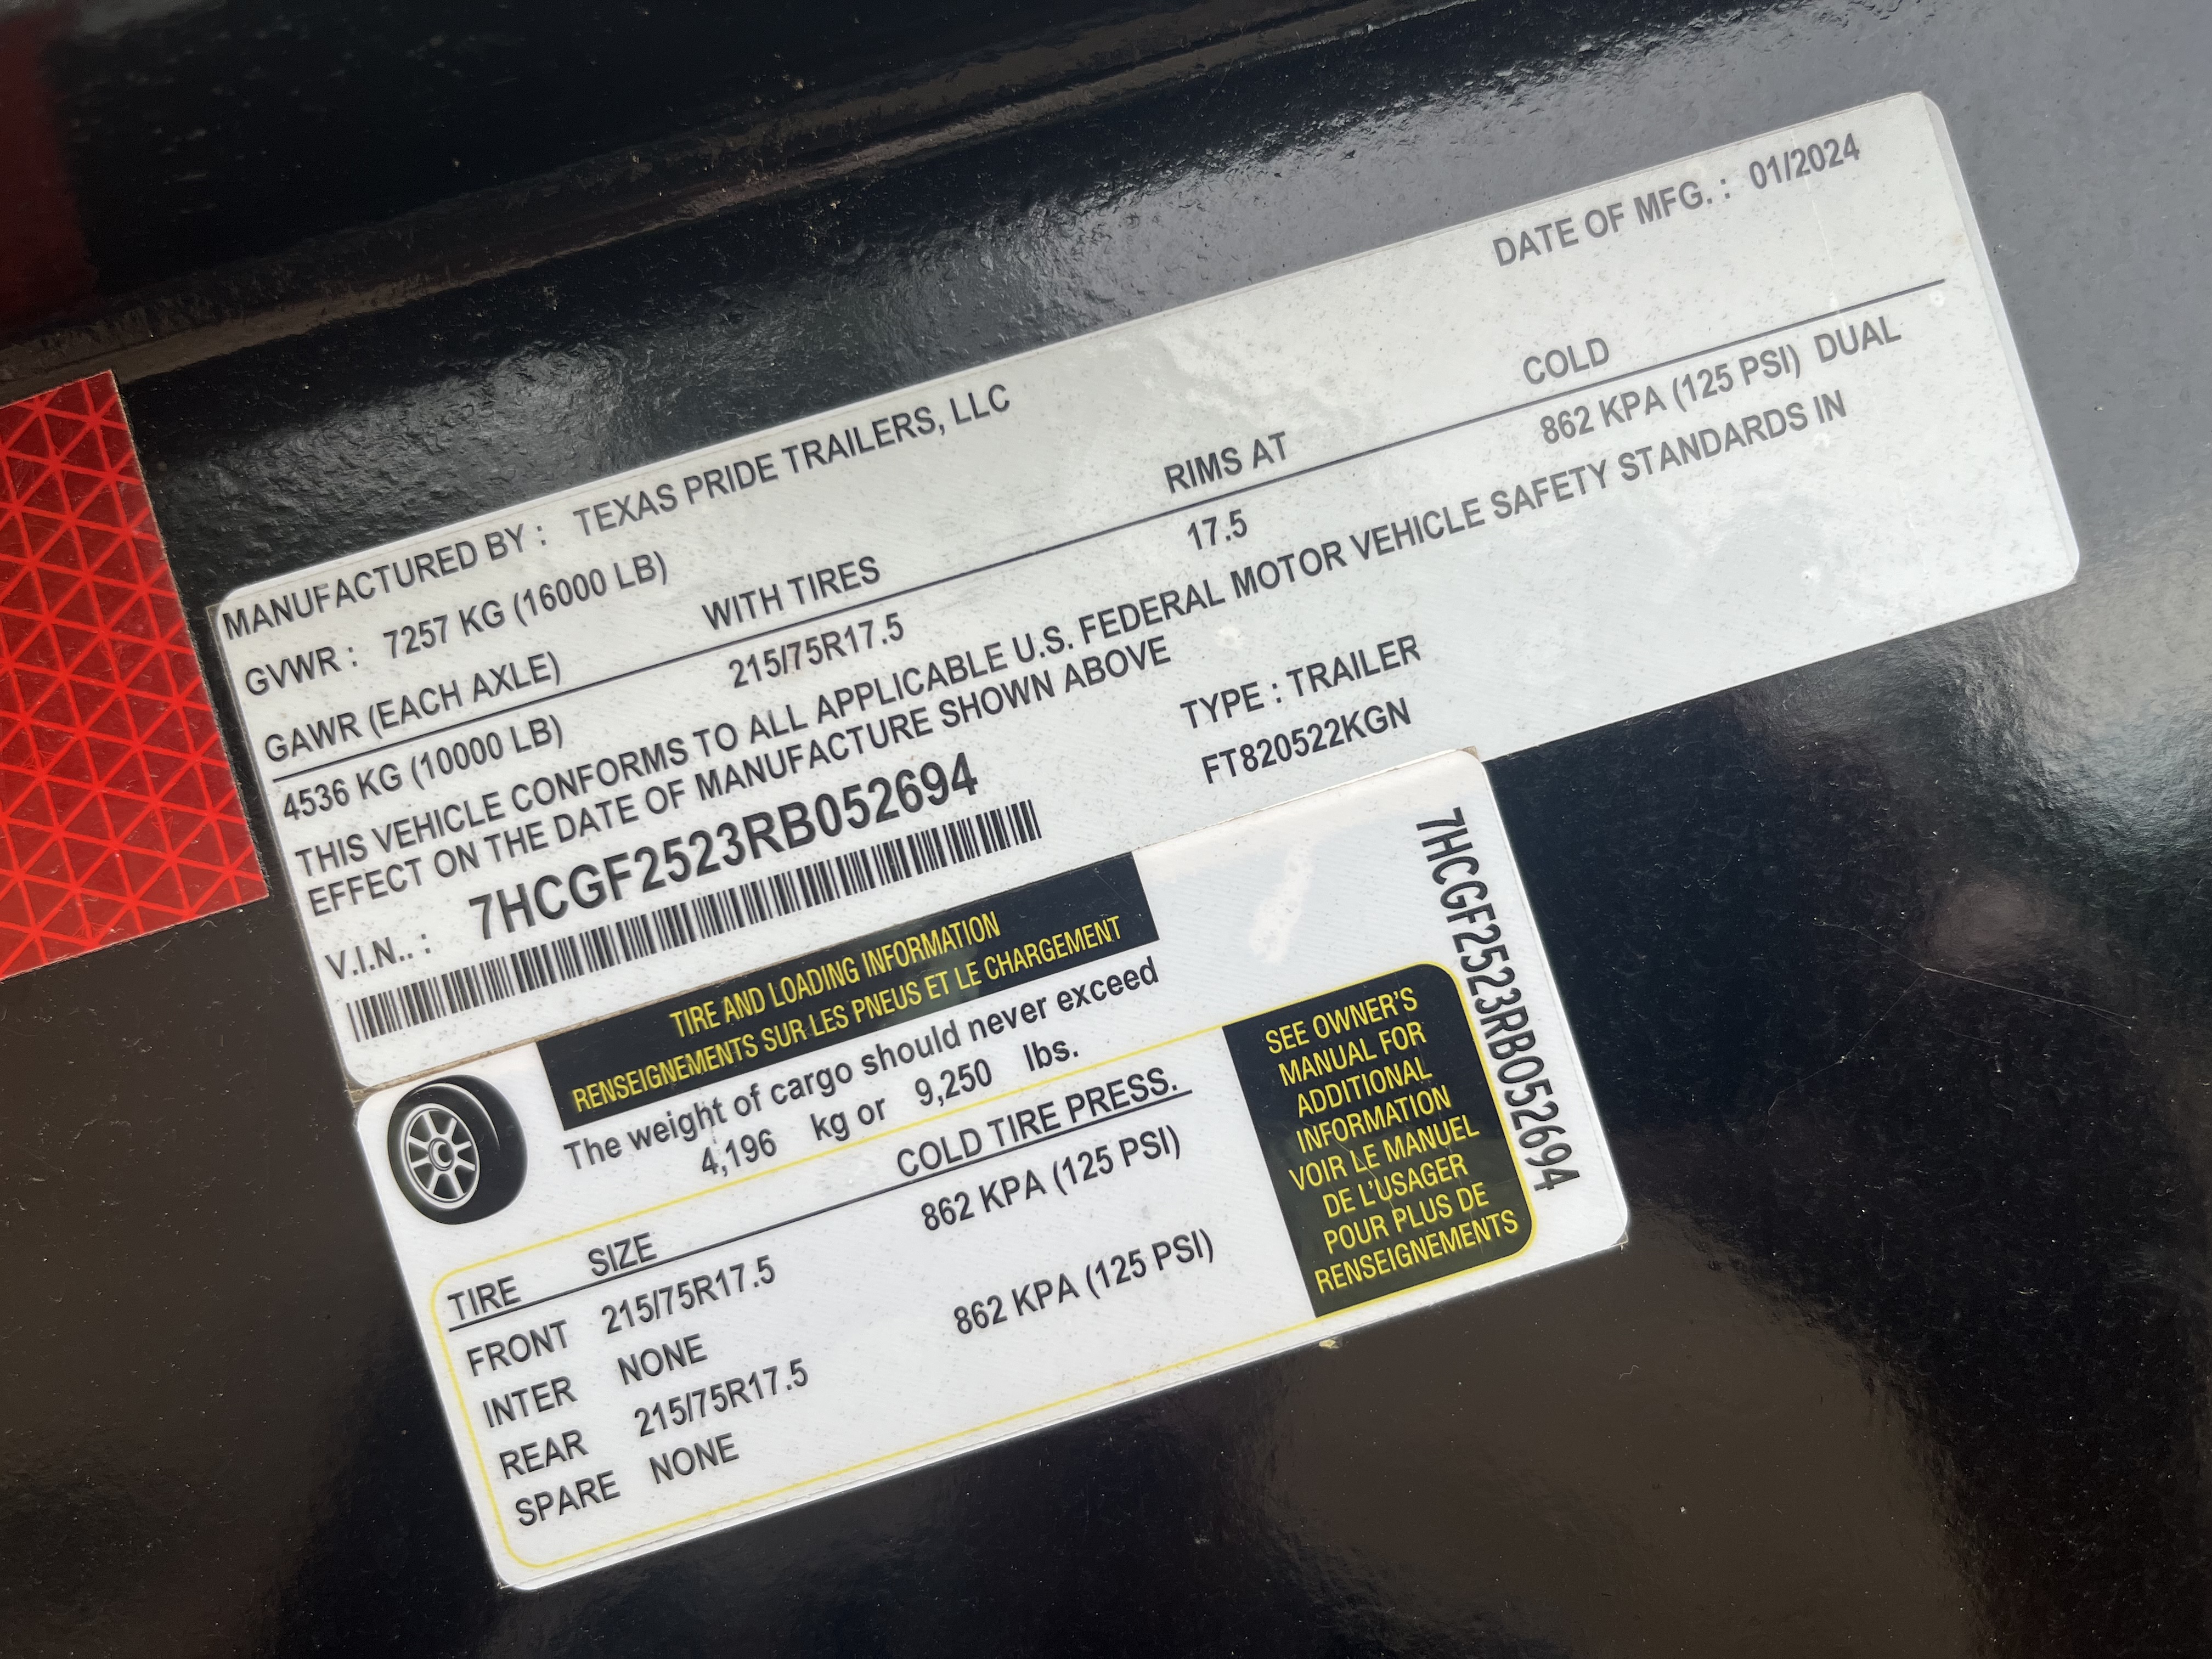 MANUFACTURED BY : TEXAS PRIDE TRAILERS, LLC DATE OF MFG. : 01/2024
GVWR : 7257 KG (16000 LB)
GAWR (EACH AXLE) WITH TIRES RIMS AT COLD
4536 KG (10000 LB) 215/75R17.5 17.5 862 KPA (125 PSI) DUAL
THIS VEHICLE CONFORMS TO ALL APPLICABLE U.S. FEDERAL MOTOR VEHICLE SAFETY STANDARDS IN
EFFECT ON THE DATE OF MANUFACTURE SHOWN ABOVE
V.I.N.. : 7HCGF2523RB052694 TYPE : TRAILER
FT820522KGN
TIRE AND LOADING INFORMATION
RENSEIGNEMENTS SUR LES PNEUS ET LE CHARGEMENT
The weight of cargo should never exceed
4,196 kg or 9,250 lbs.
TIRE SIZE COLD TIRE PRESS.
FRONT 215/75R17.5 862 KPA (125 PSI)
INTER NONE
REAR 215/75R17.5 862 KPA (125 PSI)
SPARE NONE
SEE OWNER'S
MANUAL FOR
ADDITIONAL
INFORMATION
VOIR LE MANUEL
DE L'USAGER
POUR PLUS DE
RENSEIGNEMENTS
7HCGF2523RB052694